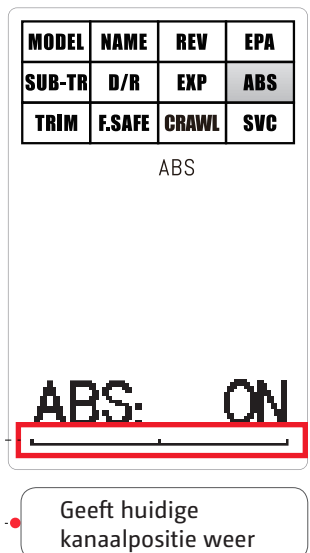 MODEL NAME REV EPA
SUB-TR D/R EXP ABS
TRIM F.SAFE CRAWL SVC
ABS
ABS: ON
Geeft huidige
kanaalpositie weer